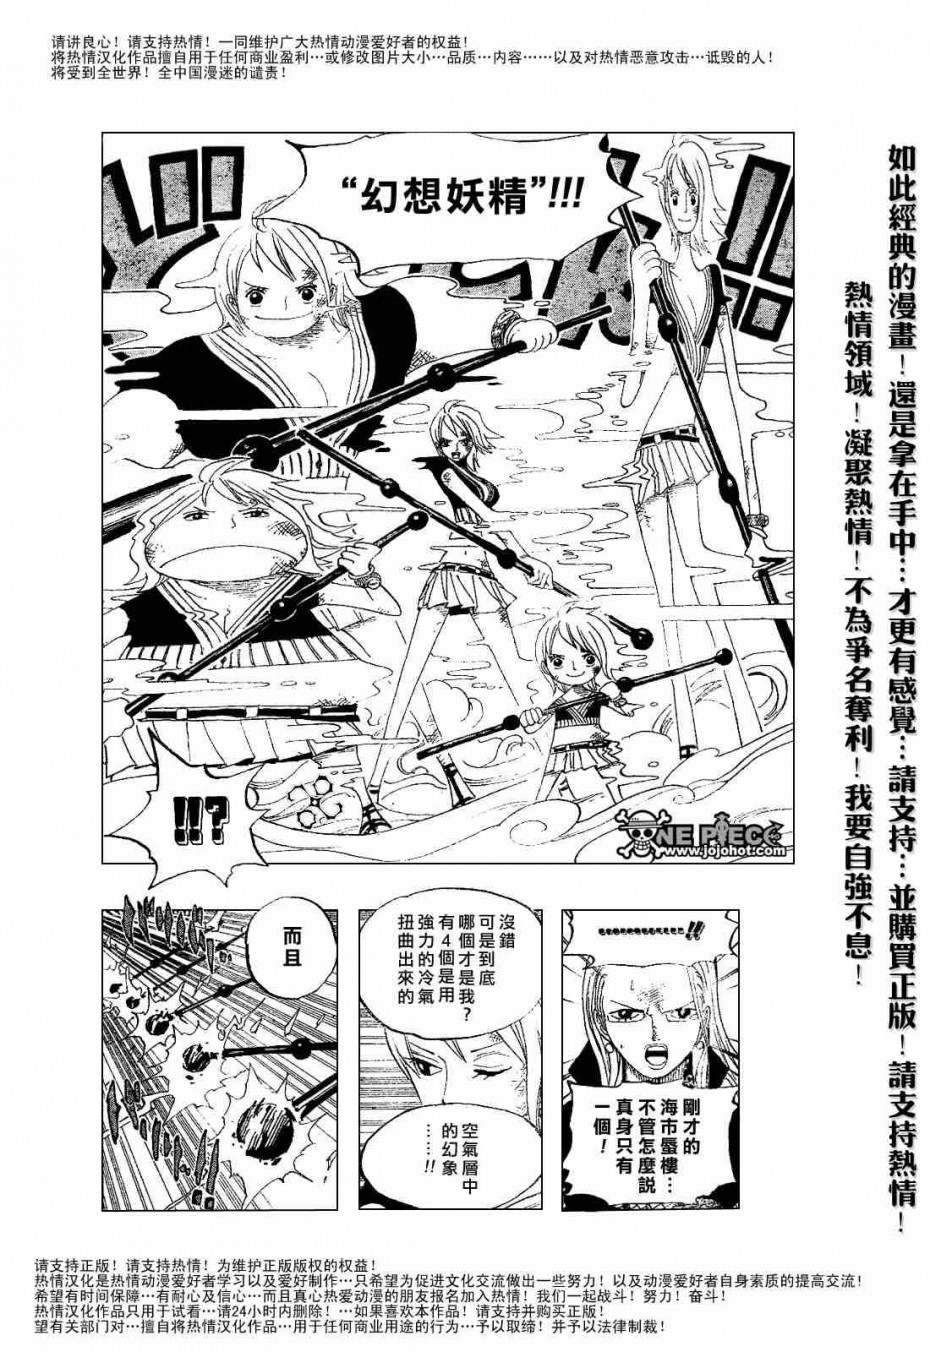 请讲良心！请支持热情！一同维护广大热情动漫爱好者的权益！
将热情汉化作品擅自用于任何商业盈利…或修改图片大小…品质…内容……以及对热情恶意攻击…诋毁的人！
将受到全世界！全中国漫迷的谴责！
如此經典的漫畫！還是拿在手中…才更有感覺…請支持…並購買正版！請支持熱情！
熱情領域！凝聚熱情！不為爭名奪利！我要自強不息！
“幻想妖精”!!!
!!?
ONE PIECE
www.jojohot.com
……………!!
剛才的
海市蜃樓…
不管怎麼說
真身只有
一個！
沒錯
可是到底
哪個才是我？
有4個是用
強力的冷氣
扭曲出來的
空氣層中
的幻象
……!!
而且
请支持正版！请支持热情！为维护正版版权的权益！
热情汉化是热情动漫爱好者学习以及爱好制作…只希望为促进文化交流做出一些努力！以及动漫爱好者自身素质的提高交流！
希望有时间保障…有耐心及信心…而且真心热爱动漫的朋友报名加入热情！我们一起战斗！努力！奋斗！
热情汉化作品只用于试看…请24小时内删除！…如果喜欢本作品！请支持并购买正版！
望有关部门对…擅自将热情汉化作品…用于任何商业用途的行为…予以取缔！并予以法律制裁！